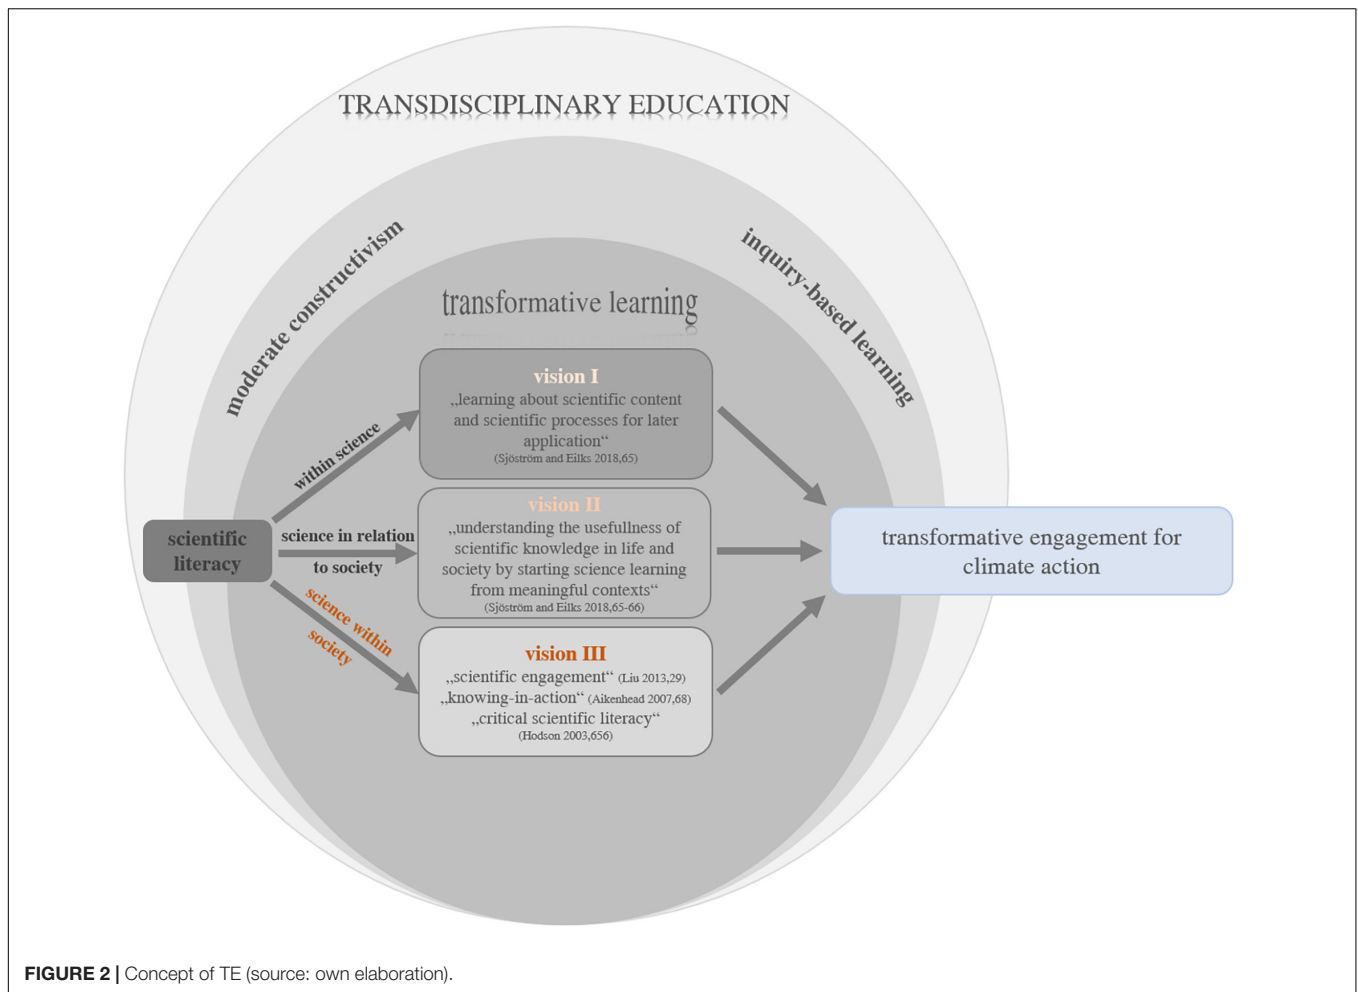 TRANSDISCIPLINARY EDUCATION
moderate constructivism
inquiry-based learning
transformative learning
scientific
literacy
within science
science in relation
to society
science within
society
vision I
„learning about scientific content
and scientific processes for later
application“
(Sjöström and Eilks 2018,65)
vision II
„understanding the usefullness of
scientific knowledge in life and
society by starting science learning
from meaningful contexts“
(Sjöström and Eilks 2018,65-66)
vision III
„scientific engagement“ (Liu 2013,29)
„knowing-in-action“ (Aikenhead 2007,68)
„critical scientific literacy“
(Hodson 2003,656)
transformative engagement for
climate action
FIGURE 2 | Concept of TE (source: own elaboration).